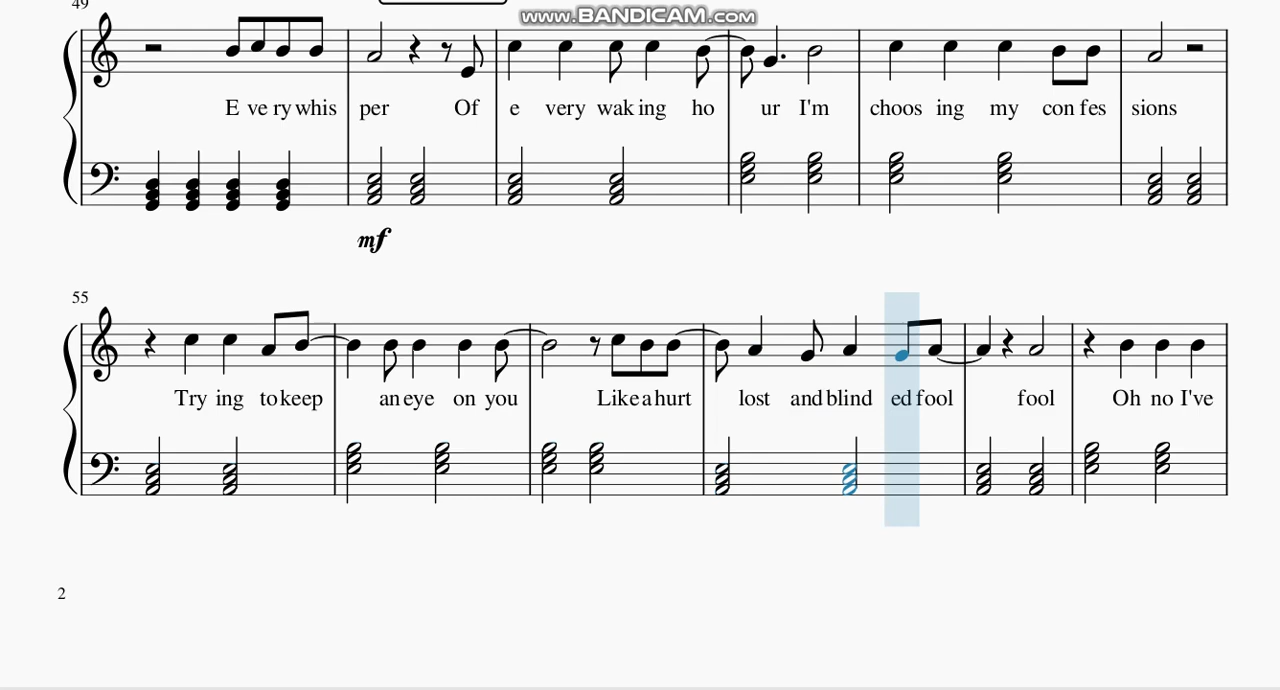 www.BANDICAM.com
49
E ve ry whis per Of e very wak ing ho ur I'm choos ing my con fes sions
mf
55
Try ing to keep an eye on you Like a hurt lost and blind ed fool fool Oh no I've
2